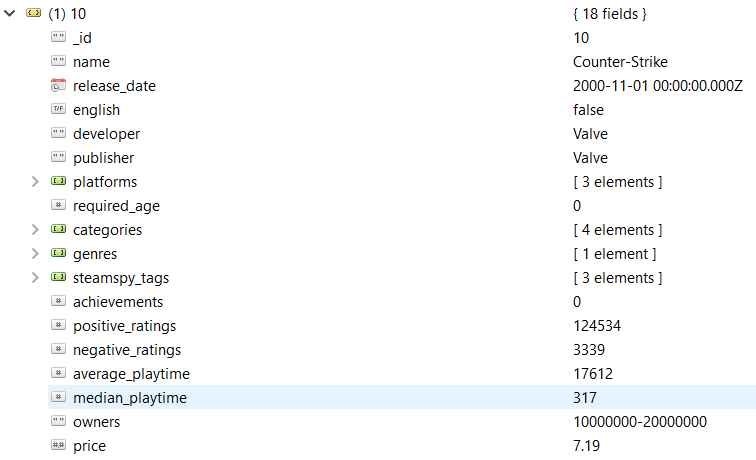 (1) 10 { 18 fields }
" " _id 10
" " name Counter-Strike
release_date 2000-11-01 00:00:00.000Z
T/F english false
" " developer Valve
" " publisher Valve
platforms [ 3 elements ]
# required_age 0
categories [ 4 elements ]
genres [ 1 element ]
steamspy_tags [ 3 elements ]
# achievements 0
# positive_ratings 124534
# negative_ratings 3339
# average_playtime 17612
# median_playtime 317
" " owners 10000000-20000000
#.# price 7.19